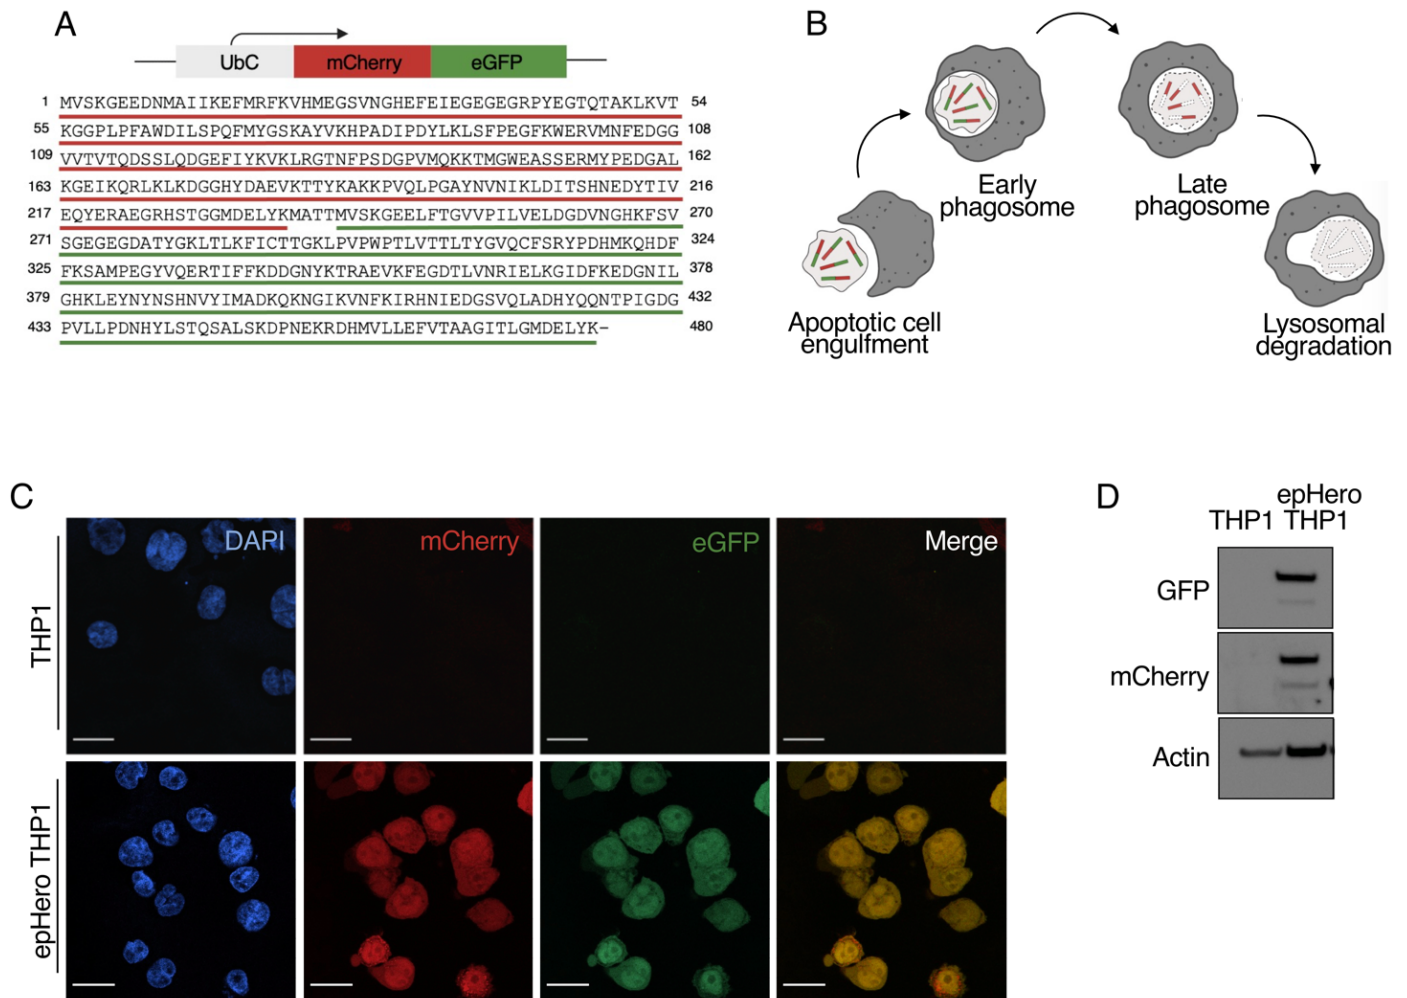 A
UbC mCherry eGFP
1 MVSKGEEDNMAIIKEFMRFKVHMEGSVNGHEFEIEGEGEGRPYEGTQTAKLKVT 54
55 KGGPLPFAWDILSPQFMYGSKAYVKHPADIPDYLKLSFPEGFKWERVMNFEDGG 108
109 VVTVTQDSSLQDGEFIYKVKLRGTNFPSDGPVMQKKTMGWEASSERMYPEDGAL 162
163 KGEIKQRLKLKDGGHYDAEVKTTYKAKKPVQLPGAYNVNIKLDITSHNEDYTIV 216
217 EQYERAEGRHSTGGMDELYKMATTMVSKGEELFTGVVPILVELDGDVNGHKFSV 270
271 SGEGEGDATYGKLTLKFICTTGKLPVPWPTLVTTLTYGVQCFSRYPDHMKQHDF 324
325 FKSAMPEGYVQERTIFFKDDGNYKTRAEVKFEGDTLVNRIELKGIDFKEDGNIL 378
379 GHKLEYNYNSHNVYIMADKQKNGIKVNFKIRHNIEDGSVQLADHYQQNTPIGDG 432
433 PVLLPDNHYLSTQSALSKDPNEKRDHMVLLEFVTAAGITLGMDELYK– 480
B
Early
phagosome
Late
phagosome
Apoptotic cell
engulfment
Lysosomal
degradation
C
DAPI mCherry eGFP Merge
THP1
epHero THP1
D
epHero
THP1 THP1
GFP
mCherry
Actin